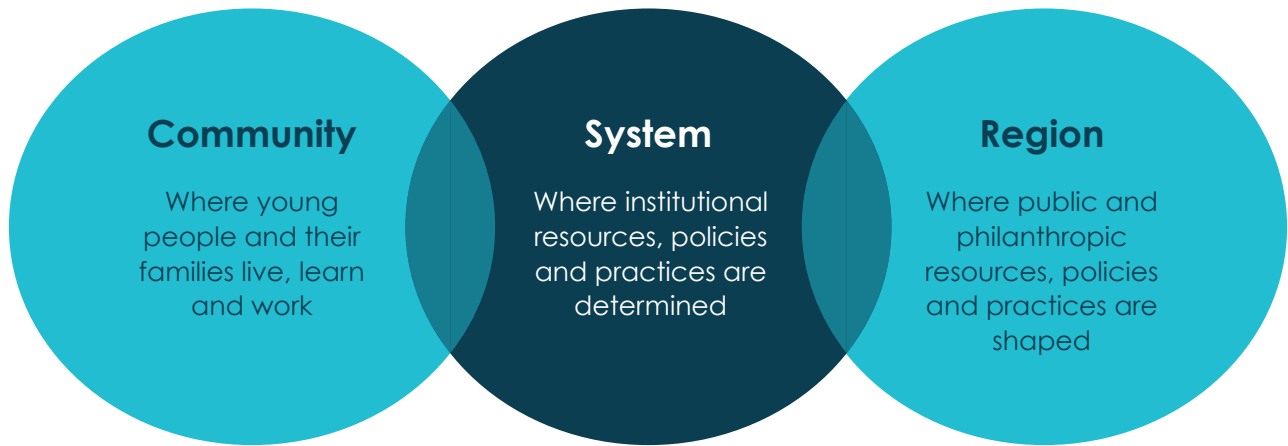 Community
Where young
people and their
families live, learn
and work
System
Where institutional
resources, policies
and practices are
determined
Region
Where public and
philanthropic
resources, policies
and practices are
shaped